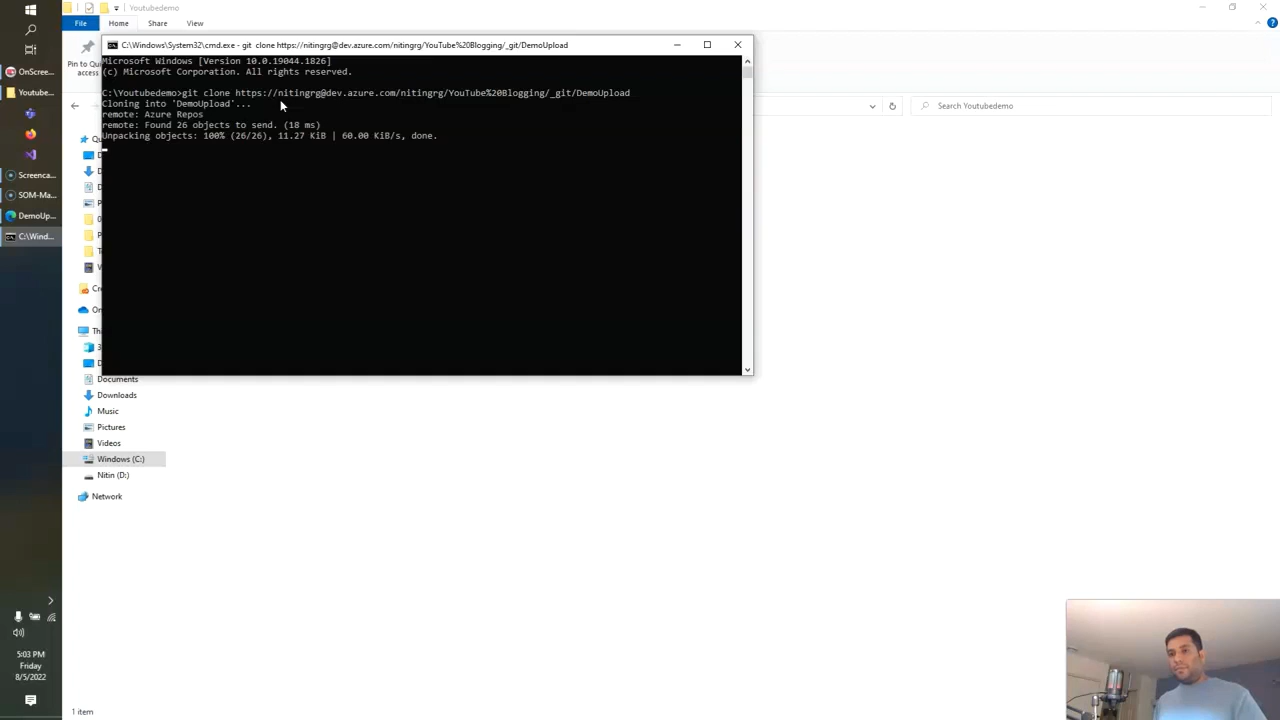 Youtubedemo
File
Home
Share
View
Pin to Quick access
C:\Windows\System32\cmd.exe - git clone https://nitingrg@dev.azure.com/nitingrg/YouTube%20Blogging/_git/DemoUpload
Microsoft Windows [Version 10.0.19044.1826]
(c) Microsoft Corporation. All rights reserved.
C:\Youtubedemo>git clone https://nitingrg@dev.azure.com/nitingrg/YouTube%20Blogging/_git/DemoUpload
Cloning into 'DemoUpload'...
remote: Azure Repos
remote: Found 26 objects to send. (18 ms)
Unpacking objects: 100% (26/26), 11.27 KiB | 60.00 KiB/s, done.
Search Youtubedemo
OnScree...
Youtube...
Screenca...
SOM-Ma...
DemoUp...
C:\Wind...
Documents
Downloads
Music
Pictures
Videos
Windows (C:)
Nitin (D:)
Network
5:03 PM
Friday
8/5/2022
1 item